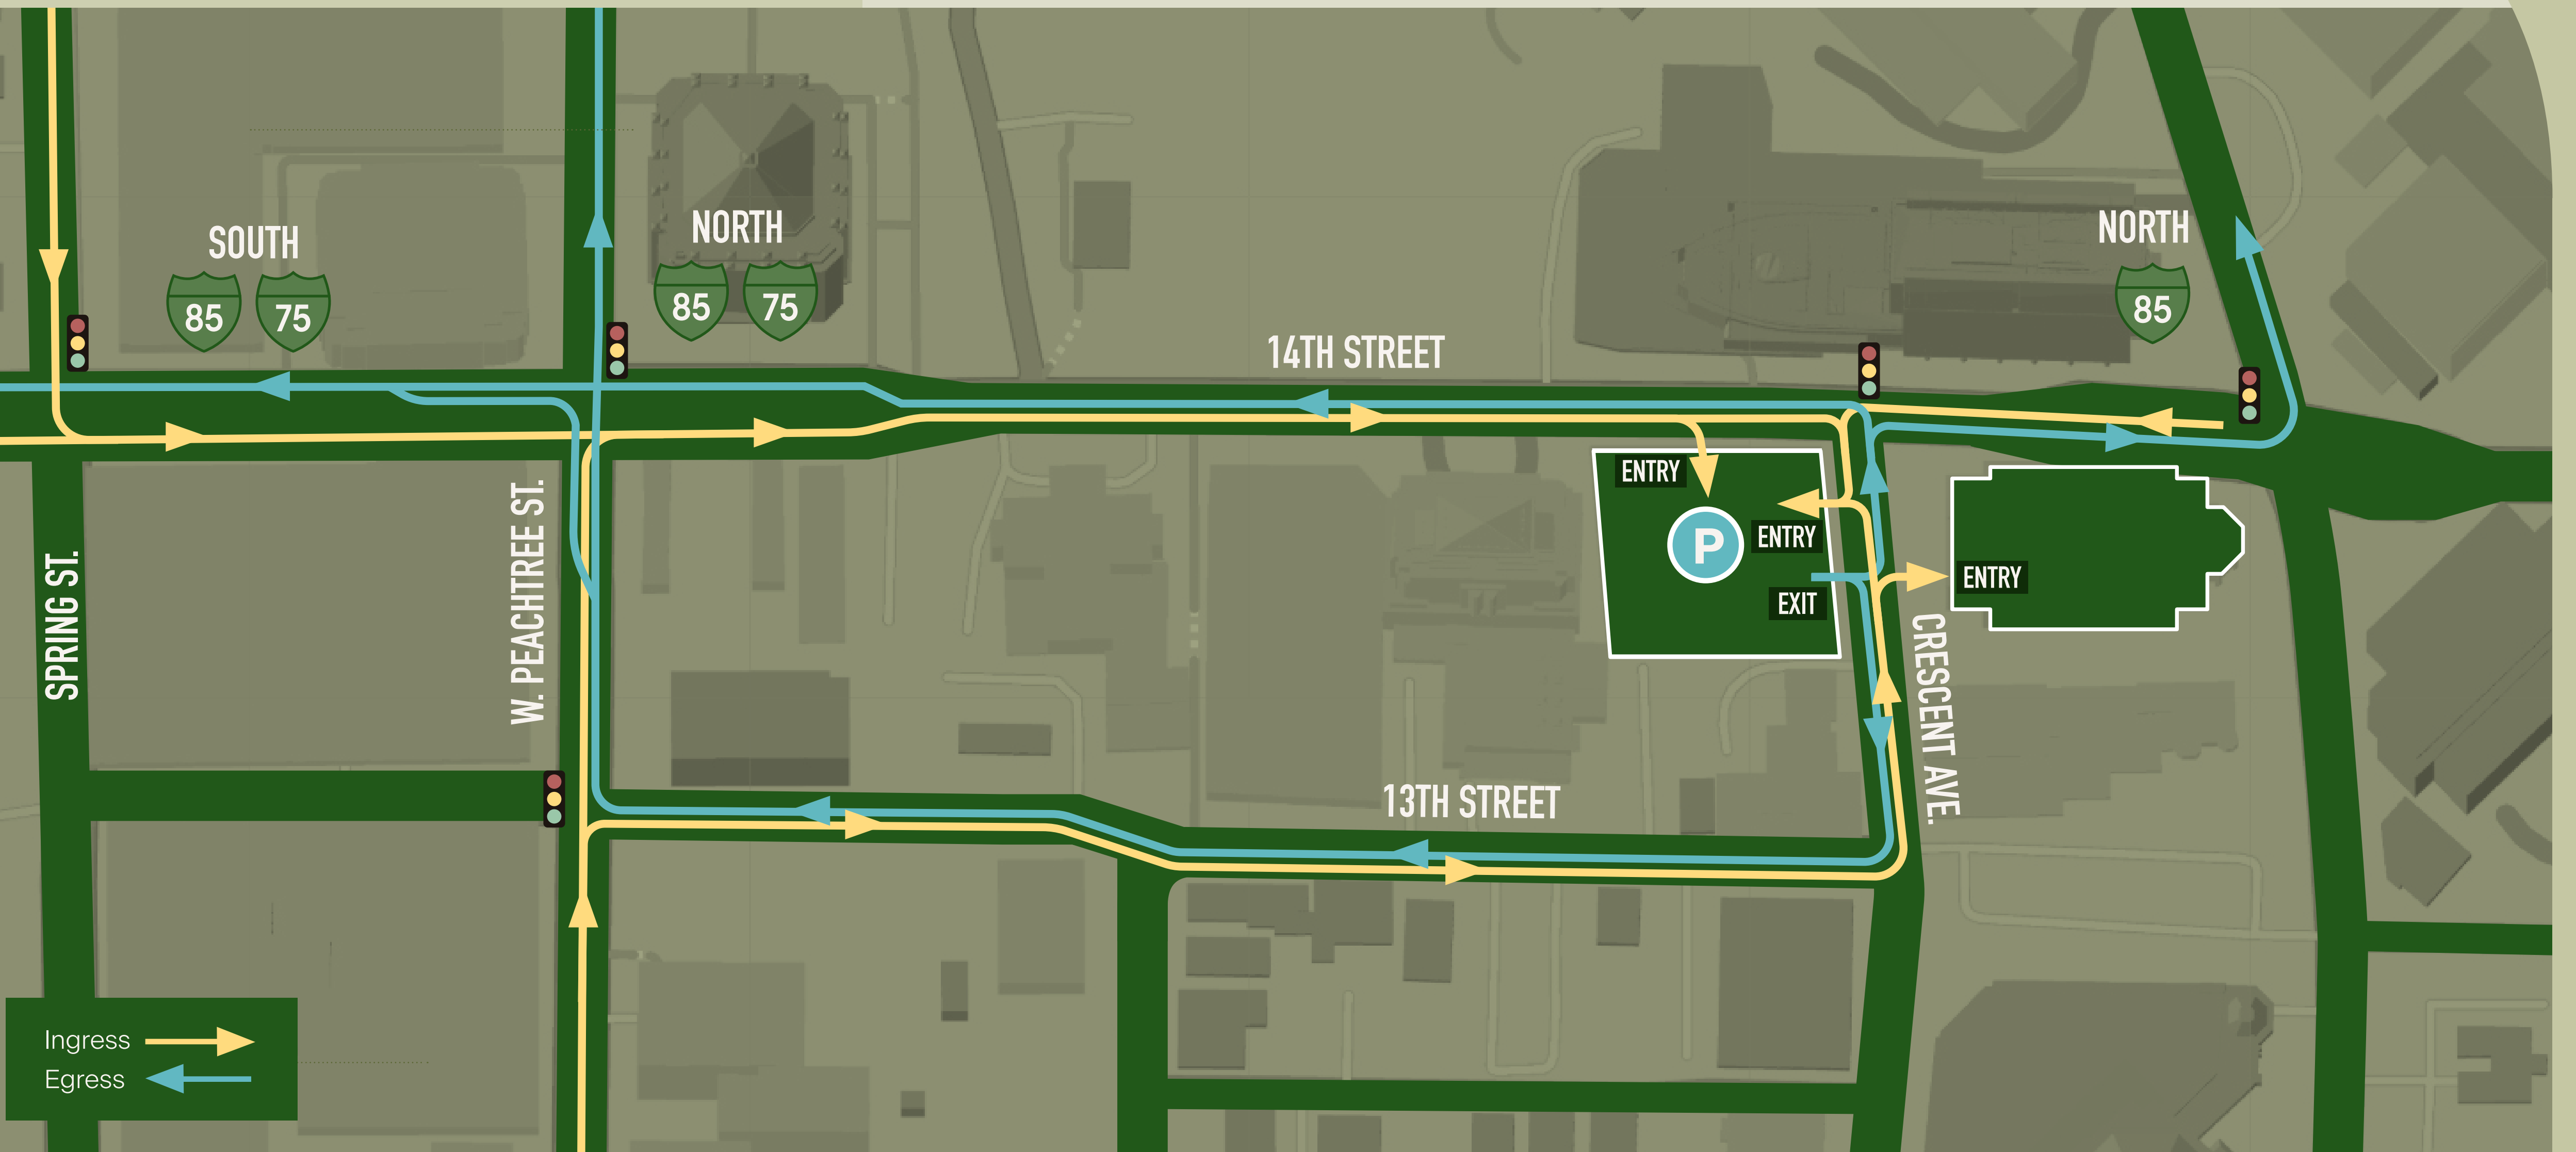 SOUTH
85
75
NORTH
85
75
NORTH
85
14TH STREET
ENTRY
P
ENTRY
EXIT
ENTRY
SPRING ST.
W. PEACHTREE ST.
CRESCENT AVE.
13TH STREET
Ingress
Egress